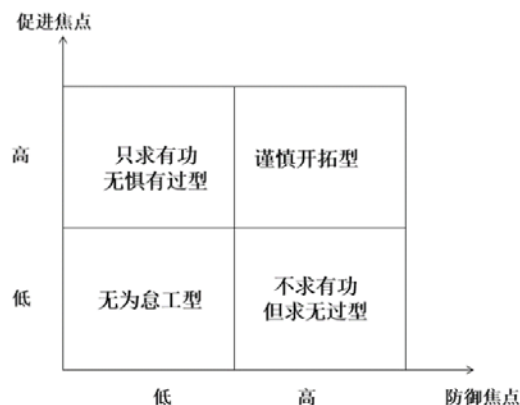 促进焦点
高
只求有功
无惧有过型
谨慎开拓型
低
无为怠工型
不求有功
但求无过型
低
高
防御焦点